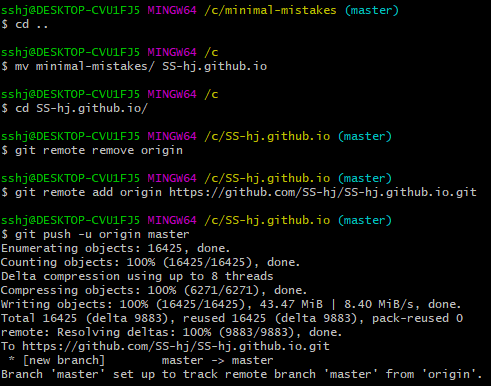 sshj@DESKTOP-CVU1FJ5 MINGW64 /c/minimal-mistakes (master)
$ cd ..
sshj@DESKTOP-CVU1FJ5 MINGW64 /c
$ mv minimal-mistakes/ SS-hj.github.io
sshj@DESKTOP-CVU1FJ5 MINGW64 /c
$ cd SS-hj.github.io/
sshj@DESKTOP-CVU1FJ5 MINGW64 /c/SS-hj.github.io (master)
$ git remote remove origin
sshj@DESKTOP-CVU1FJ5 MINGW64 /c/SS-hj.github.io (master)
$ git remote add origin https://github.com/SS-hj/SS-hj.github.io.git
sshj@DESKTOP-CVU1FJ5 MINGW64 /c/SS-hj.github.io (master)
$ git push -u origin master
Enumerating objects: 16425, done.
Counting objects: 100% (16425/16425), done.
Delta compression using up to 8 threads
Compressing objects: 100% (6271/6271), done.
Writing objects: 100% (16425/16425), 43.47 MiB | 8.40 MiB/s, done.
Total 16425 (delta 9883), reused 16425 (delta 9883), pack-reused 0
remote: Resolving deltas: 100% (9883/9883), done.
To https://github.com/SS-hj/SS-hj.github.io.git
 * [new branch]      master -> master
Branch 'master' set up to track remote branch 'master' from 'origin'.